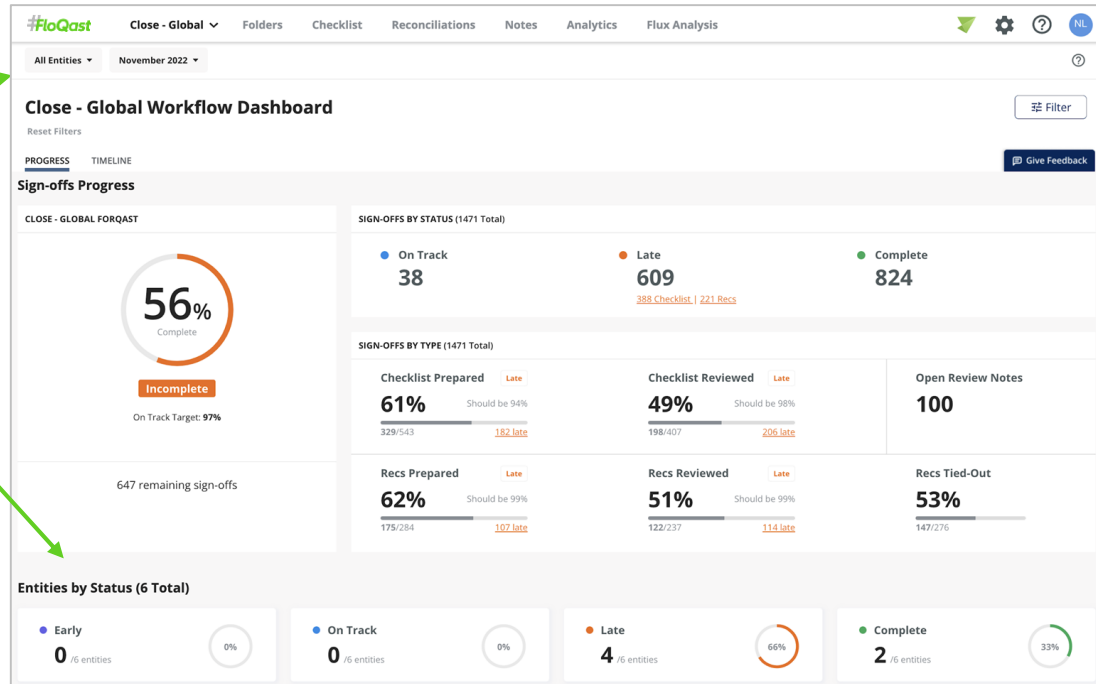 #FloQast Close - Global Folders Checklist Reconciliations Notes Analytics Flux Analysis NL
All Entities November 2022
Close - Global Workflow Dashboard
Filter
Reset Filters
PROGRESS TIMELINE
Give Feedback
Sign-offs Progress
CLOSE - GLOBAL FORQAST
56%
Complete
Incomplete
On Track Target: 97%
647 remaining sign-offs
SIGN-OFFS BY STATUS (1471 Total)
On Track
38
Late
609
388 Checklist | 221 Recs
Complete
824
SIGN-OFFS BY TYPE (1471 Total)
Checklist Prepared Late
61% Should be 94%
329/543 182 late
Checklist Reviewed Late
49% Should be 98%
198/407 206 late
Open Review Notes
100
Recs Prepared Late
62% Should be 99%
175/284 107 late
Recs Reviewed Late
51% Should be 99%
122/237 114 late
Recs Tied-Out
53%
147/276
Entities by Status (6 Total)
Early
0 /6 entities
0%
On Track
0 /6 entities
0%
Late
4 /6 entities
66%
Complete
2 /6 entities
33%